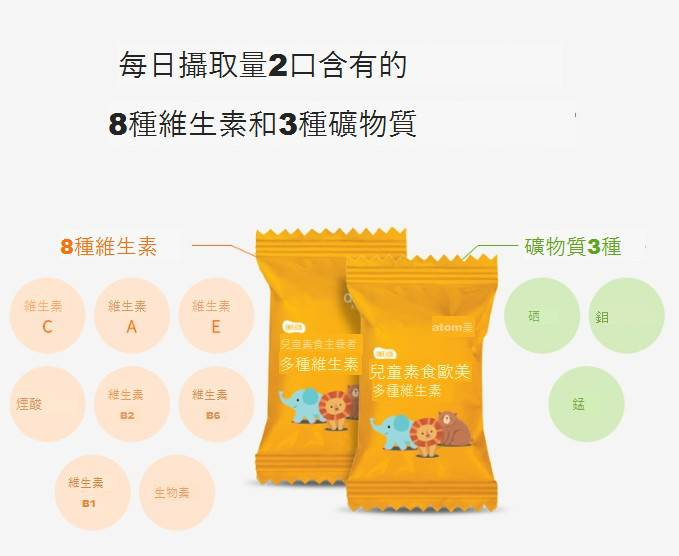 每日攝取量2口含有的
8種維生素和3種礦物質
8種維生素
礦物質3種
維生素
C
維生素
A
維生素
E
煙酸
維生素
B2
維生素
B6
維生素
B1
生物素
硒
鉬
錳
兒童素食主義者
多種維生素
atom美
兒童素食歐美
多種維生素